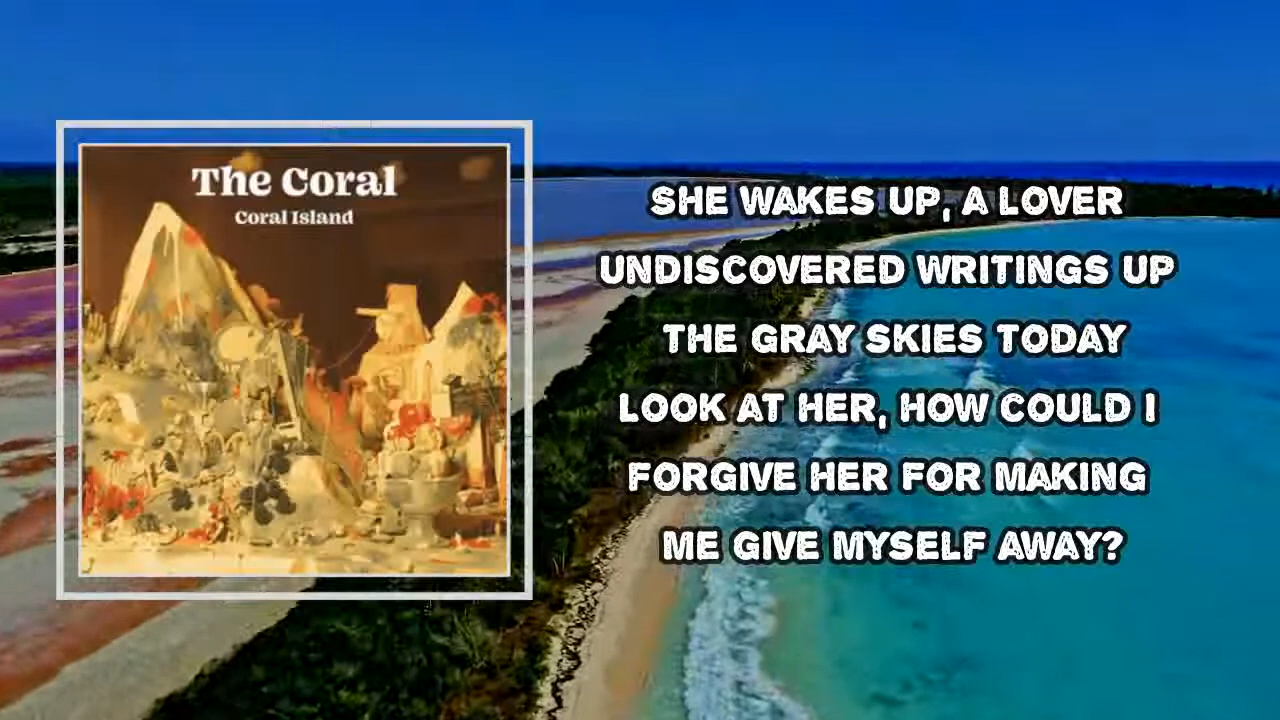 The Coral
Coral Island
SHE WAKES UP, A LOVER
UNDISCOVERED WRITINGS UP
THE GRAY SKIES TODAY
LOOK AT HER, HOW COULD I
FORGIVE HER FOR MAKING
ME GIVE MYSELF AWAY?